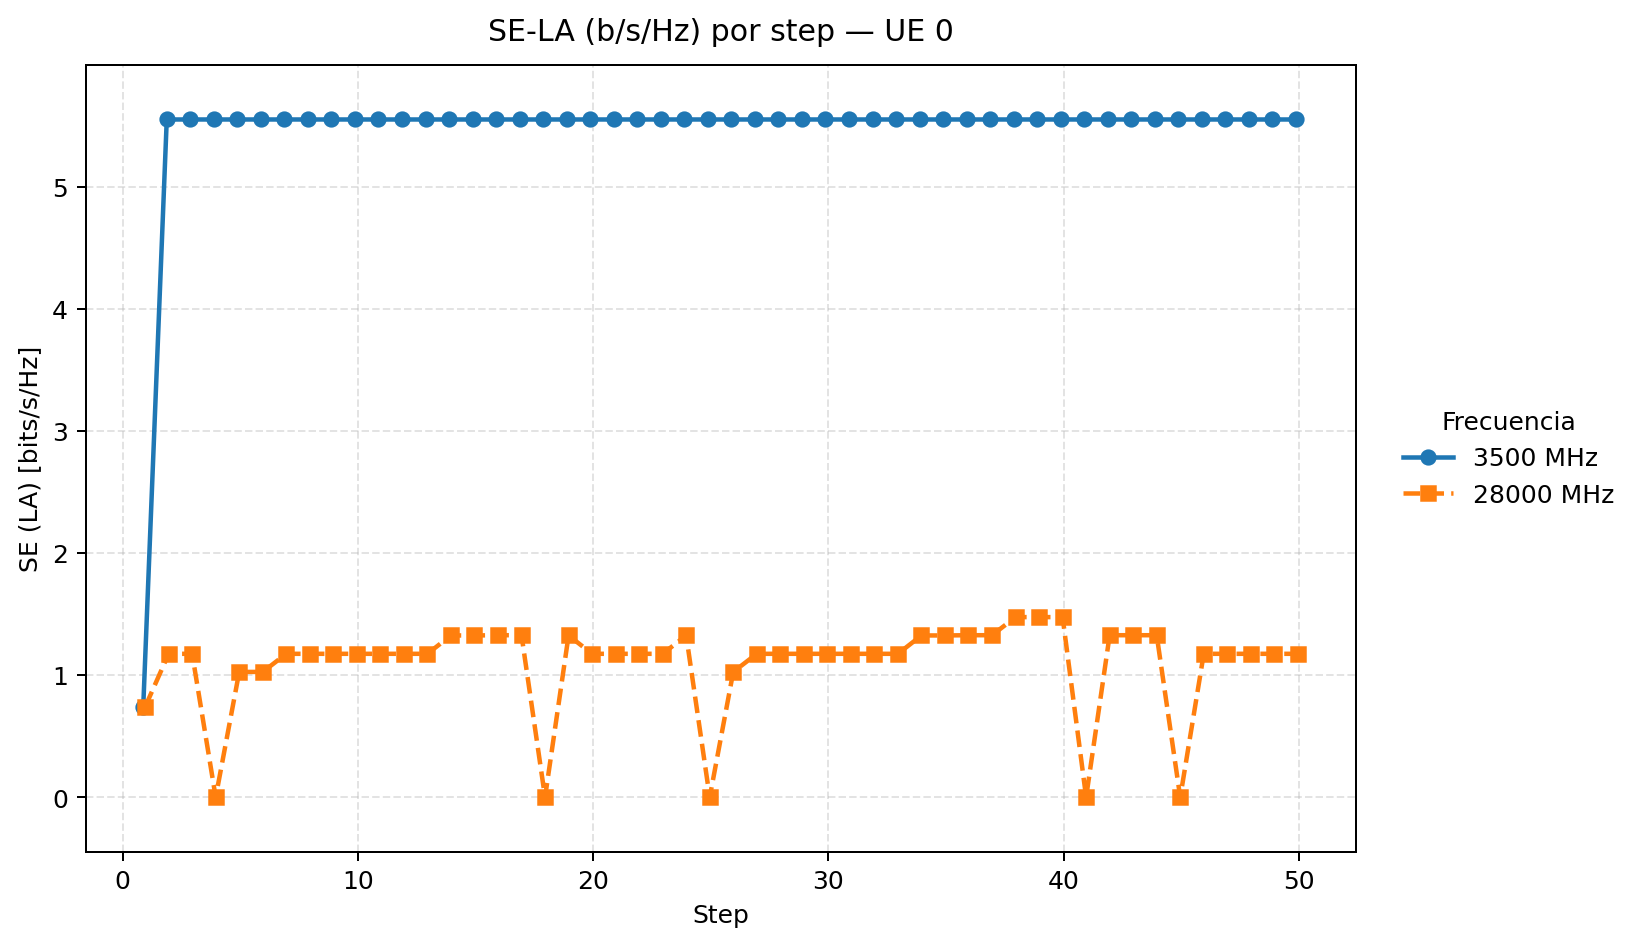 SE-LA (b/s/Hz) por step — UE 0
SE (LA) [bits/s/Hz]
5
4
3
2
1
0
0 10 20 30 40 50
Step
Frecuencia
3500 MHz
28000 MHz